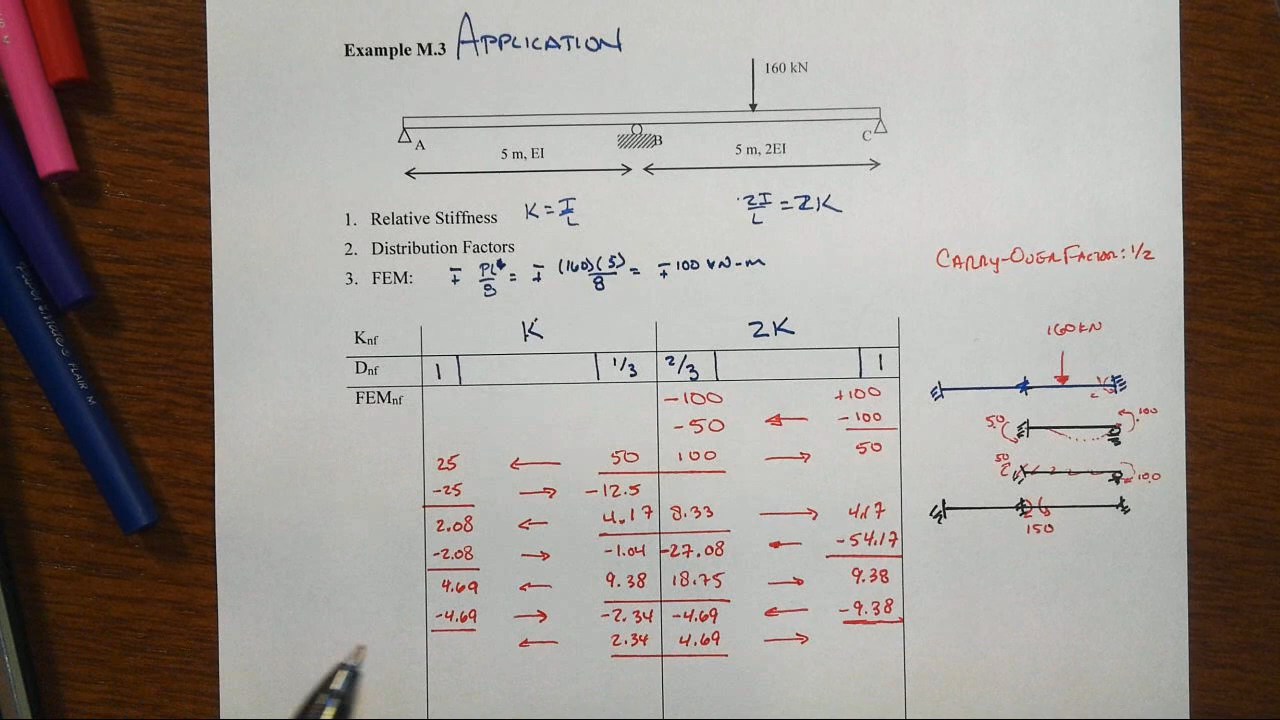 Example M.3 APPLICATION
160 kN
A B C
5 m, EI 5 m, 2EI
1. Relative Stiffness K = I/L 2I/L = 2K
2. Distribution Factors
3. FEM: ∓ PL/8 = ∓ (160)(5)/8 = ∓ 100 kN-m
CARRY-OVER FACTOR: 1/2
Knf K 2K
Dnf 1 1/3 2/3 1
FEMnf -100 +100
-50 ← -100
50
25 ← 50 100 →
-25 → -12.5
2.08 ← 4.17 8.33 → 4.17
-2.08 → -1.04 -27.08 ← -54.17
4.69 ← 9.38 18.75 → 9.38
-4.69 → -2.34 -4.69 ← -9.38
← 2.34 4.69 →
160 kN
50 100
50 100
150